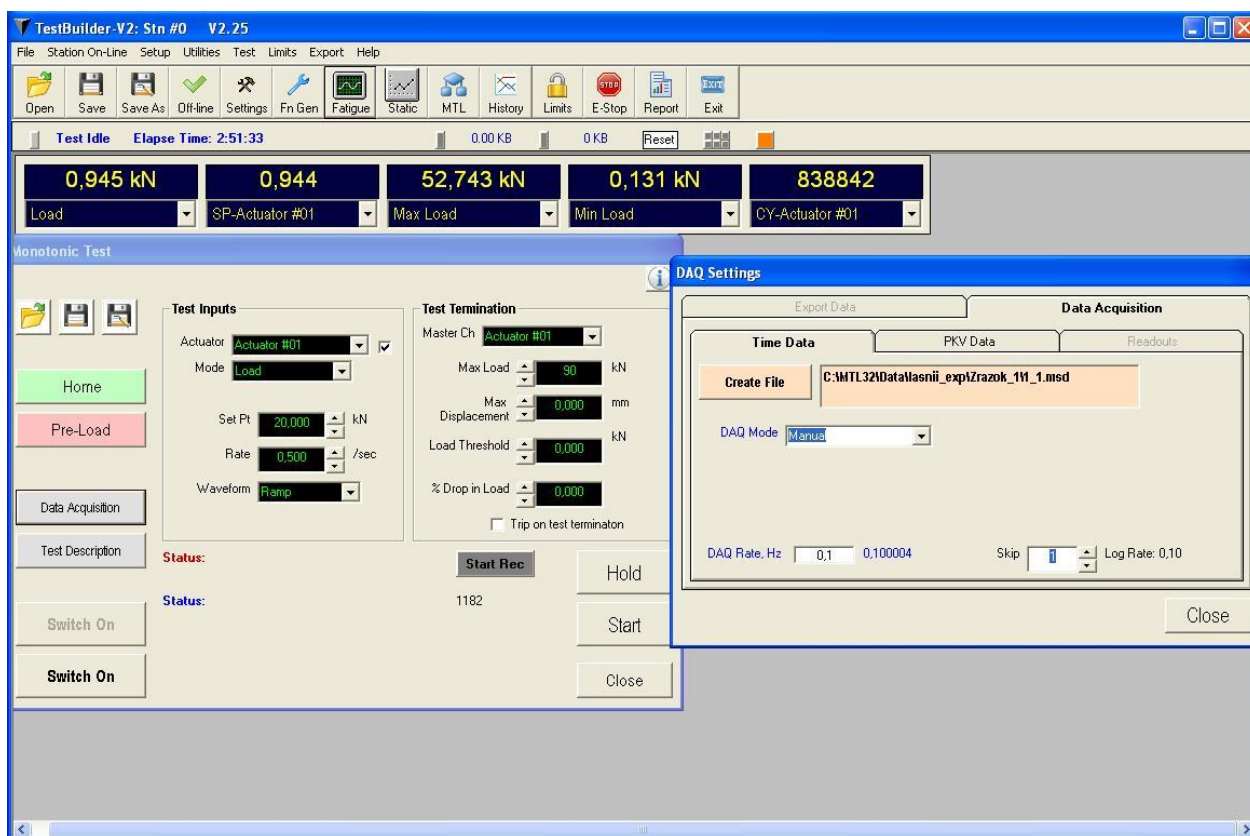 TestBuilder-V2: Stn #0 V2.25
File Station On-Line Setup Utilities Test Limits Export Help
Open Save Save As Off-line Settings Fn Gen Fatigue Static MTL History Limits E-Stop Report Exit
Test Idle Elapse Time: 2:51:33 0.00 KB 0 KB Reset
0,945 kN 0,944 52,743 kN 0,131 kN 838842
Load SP-Actuator #01 Max Load Min Load CY-Actuator #01
Monotonic Test
Home
Pre-Load
Data Acquisition
Test Description
Switch On
Switch On
Test Inputs
Actuator Actuator #01
Mode Load
Set Pt 20,000 kN
Rate 0,500 /sec
Waveform Ramp
Test Termination
Master Ch Actuator #01
Max Load 90 kN
Max
Displacement 0,000 mm
Load Threshold 0,000 kN
% Drop in Load 0,000
Trip on test terminaton
Status:
Start Rec
Status:
1182
Hold
Start
Close
DAQ Settings
Export Data Data Acquisition
Time Data PKV Data Readouts
Create File C:\MTL32\Data\Iasnii_exp\Zrazok_1\1_1.msd
DAQ Mode Manual
DAQ Rate, Hz 0,1 0,100004 Skip 1 Log Rate: 0,10
Close